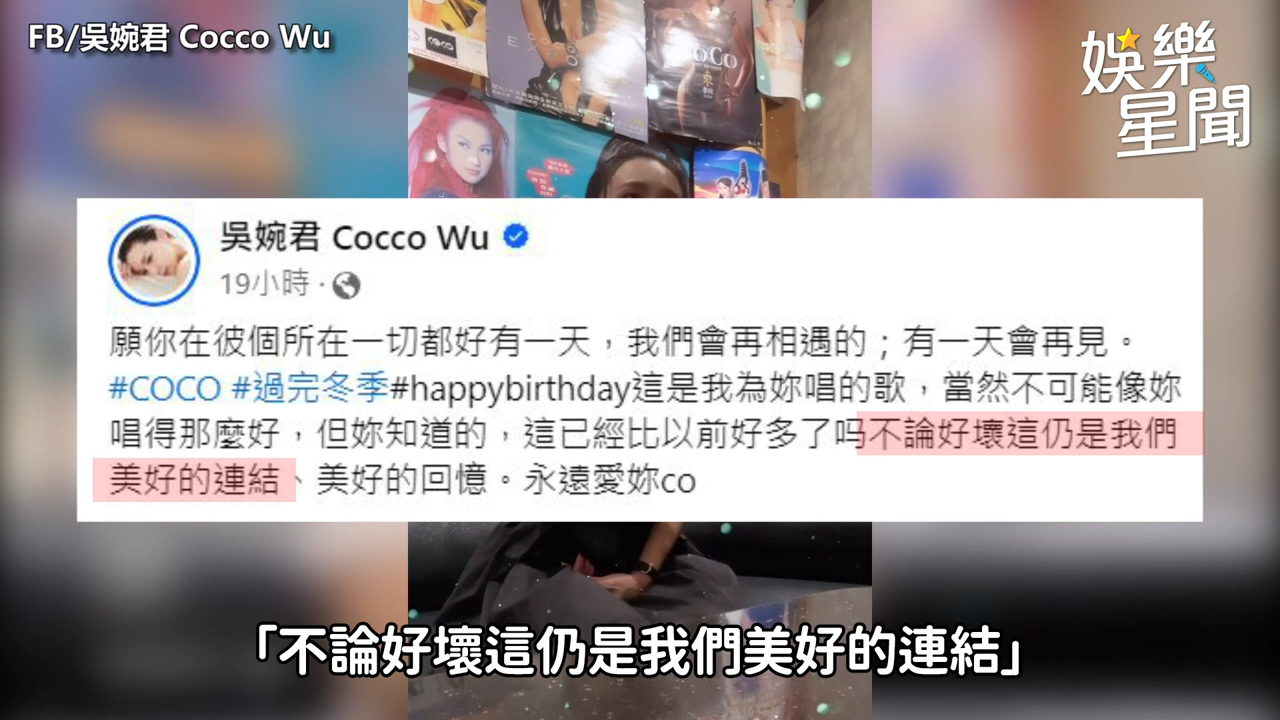 FB/吳婉君 Cocco Wu
娛樂
星聞
CoCo
吳婉君 Cocco Wu
19小時 ·
願你在彼個所在一切都好有一天，我們會再相遇的；有一天會再見。
#COCO #過完冬季#happybirthday這是我為妳唱的歌，當然不可能像妳
唱得那麼好，但妳知道的，這已經比以前好多了吗不論好壞這仍是我們
美好的連結、美好的回憶。永遠愛妳co
「不論好壞這仍是我們美好的連結」